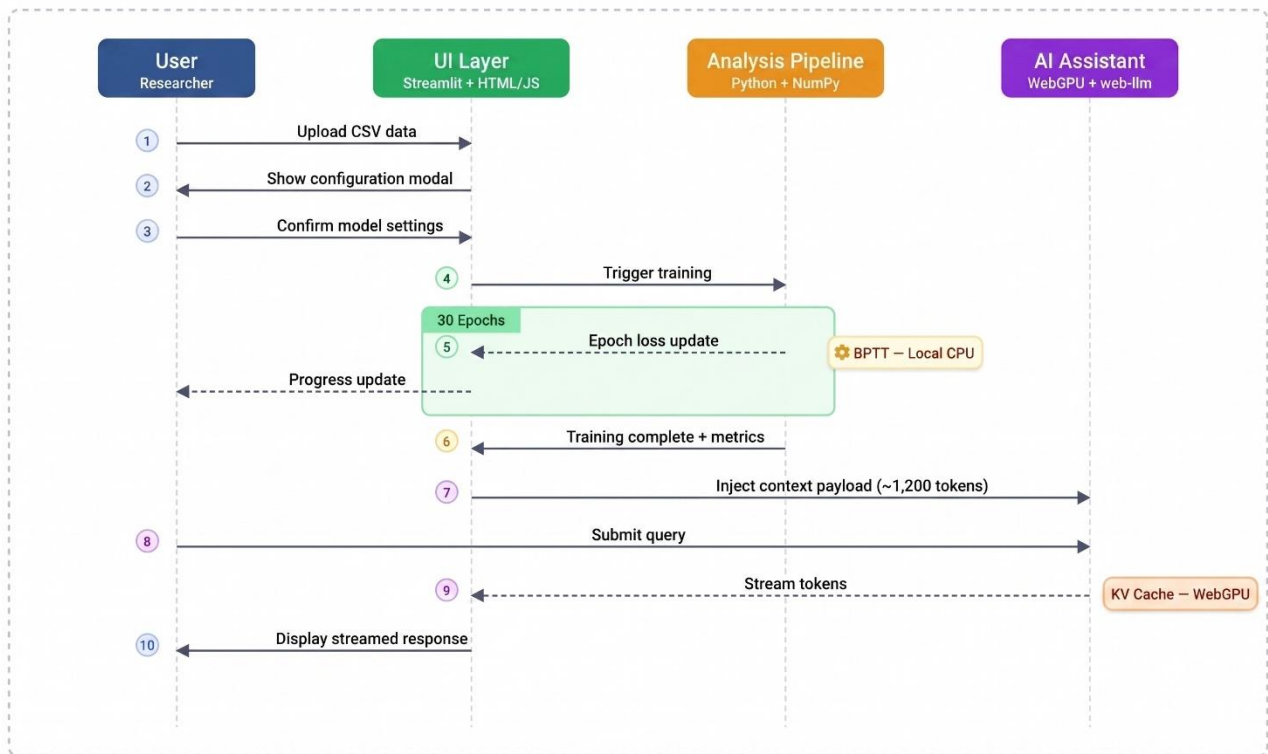 User
Researcher
UI Layer
Streamlit + HTML/JS
Analysis Pipeline
Python + NumPy
AI Assistant
WebGPU + web-llm
1
Upload CSV data
2
Show configuration modal
3
Confirm model settings
4
Trigger training
30 Epochs
5
Epoch loss update
BPTT — Local CPU
Progress update
6
Training complete + metrics
7
Inject context payload (~1,200 tokens)
8
Submit query
9
Stream tokens
KV Cache — WebGPU
10
Display streamed response